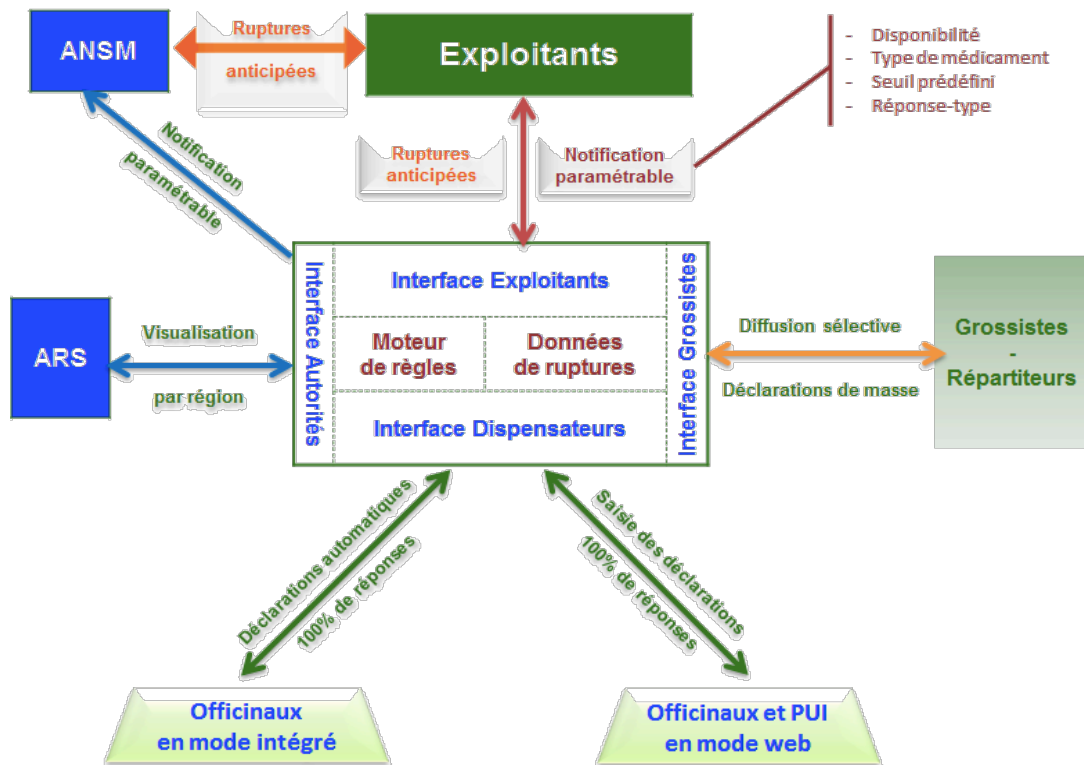 ANSM
Ruptures
anticipées
Exploitants
- Disponibilité
- Type de médicament
- Seuil prédéfini
- Réponse-type
Notification
paramétrable
Ruptures
anticipées
Notification
paramétrable
Interface Autorités
Interface Exploitants
Moteur
de règles
Données
de ruptures
Interface Dispensateurs
Interface Grossistes
ARS
Visualisation
par région
Diffusion sélective
Déclarations de masse
Grossistes
-
Répartiteurs
Déclarations automatiques
100% de réponses
Saisie des déclarations
100% de réponses
Officinaux
en mode intégré
Officinaux et PUI
en mode web